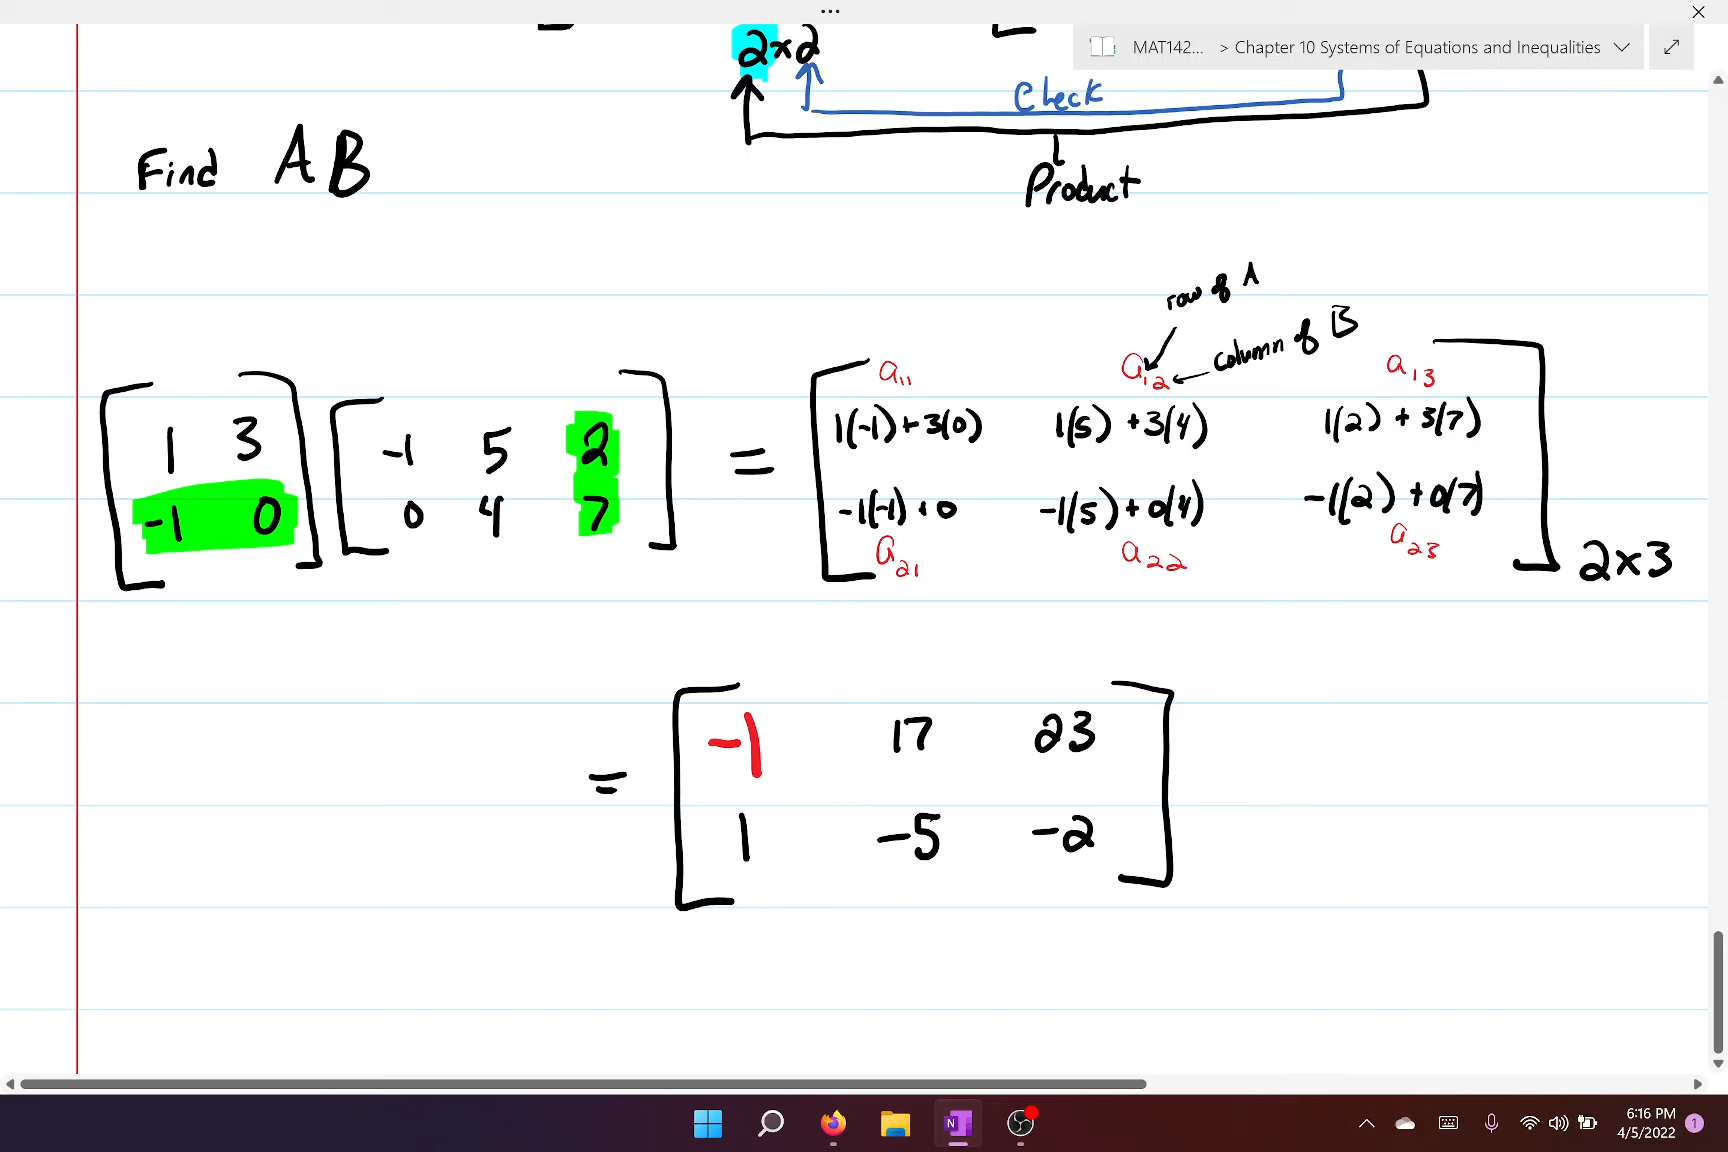 MAT142... > Chapter 10 Systems of Equations and Inequalities
2x2
Check
Find AB
Product
row of A
column of B
a11 a12 a13
1 3 -1 5 2 = 1(-1)+3(0) 1(5)+3(4) 1(2)+3(7)
-1 0 0 4 7 -1(-1)+0 -1(5)+0(4) -1(2)+0(7)
a21 a22 a23
2x3
-1 17 23
=
1 -5 -2
6:16 PM
4/5/2022
1